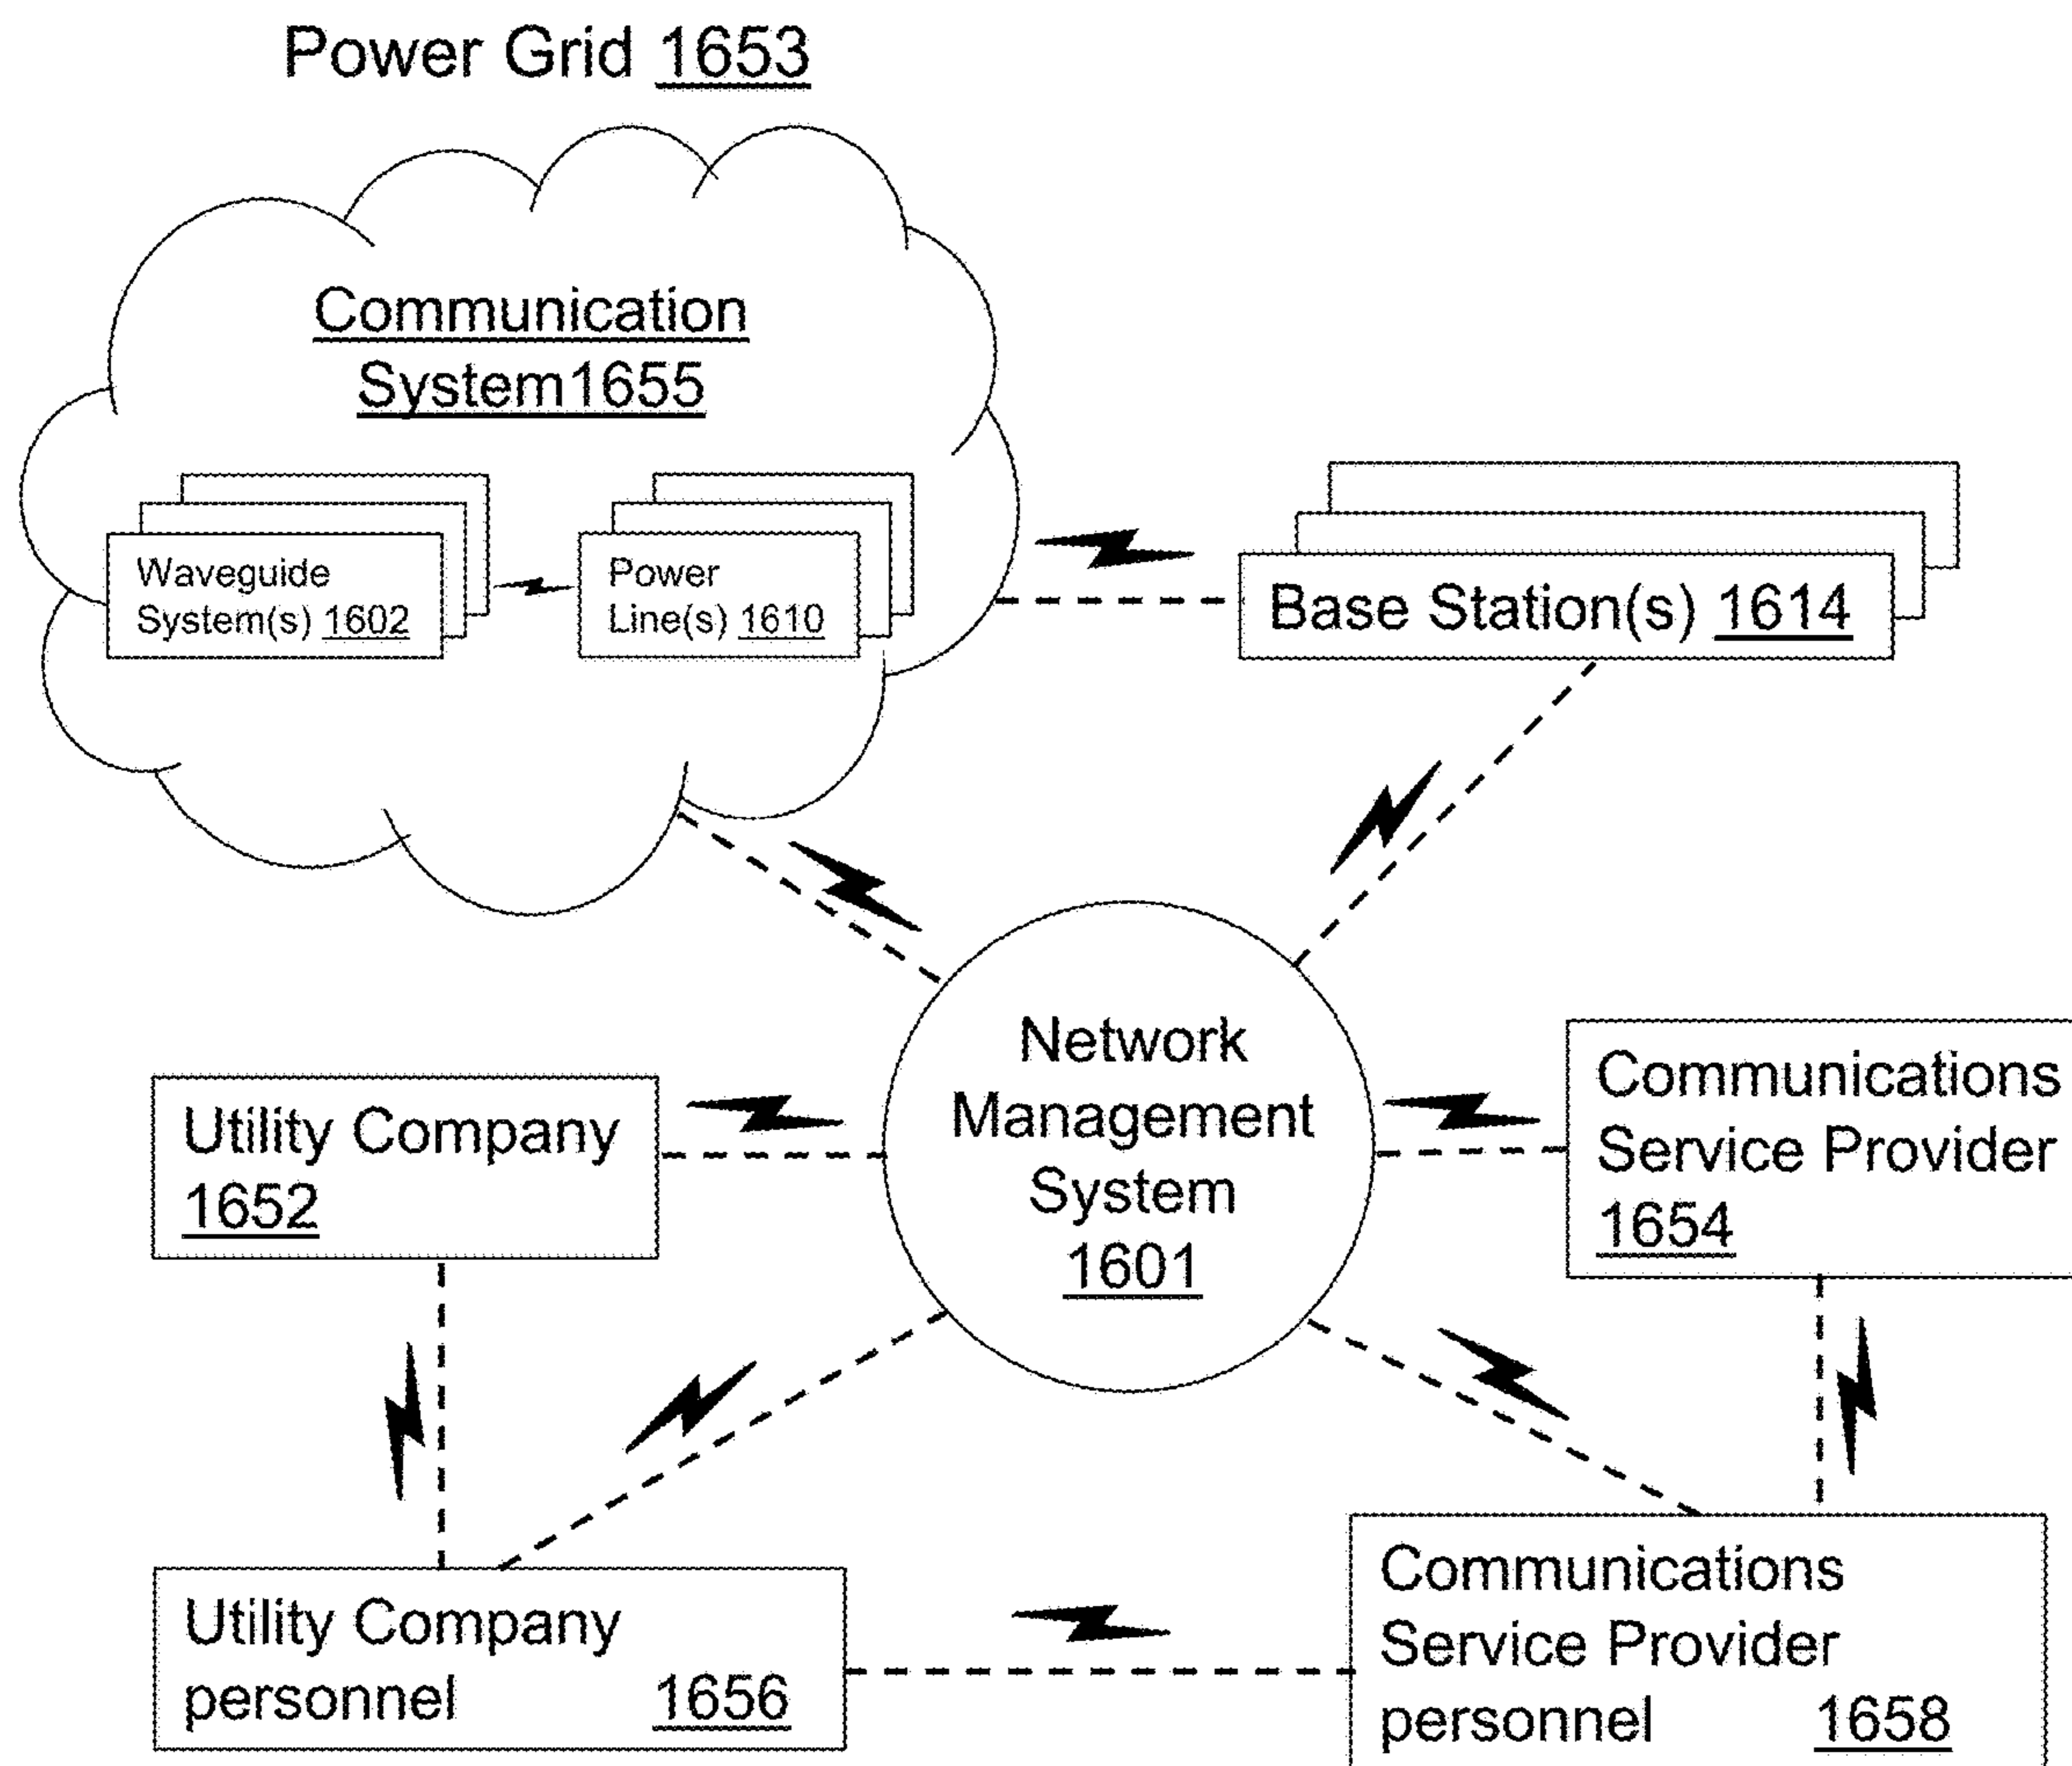 Power Grid 1653
Communication
System1655
Waveguide
System(s) 1602
Power
Line(s) 1610
Base Station(s) 1614
Network
Management
System
1601
Utility Company
1652
Communications
Service Provider
1654
Utility Company
personnel 1656
Communications
Service Provider
personnel 1658